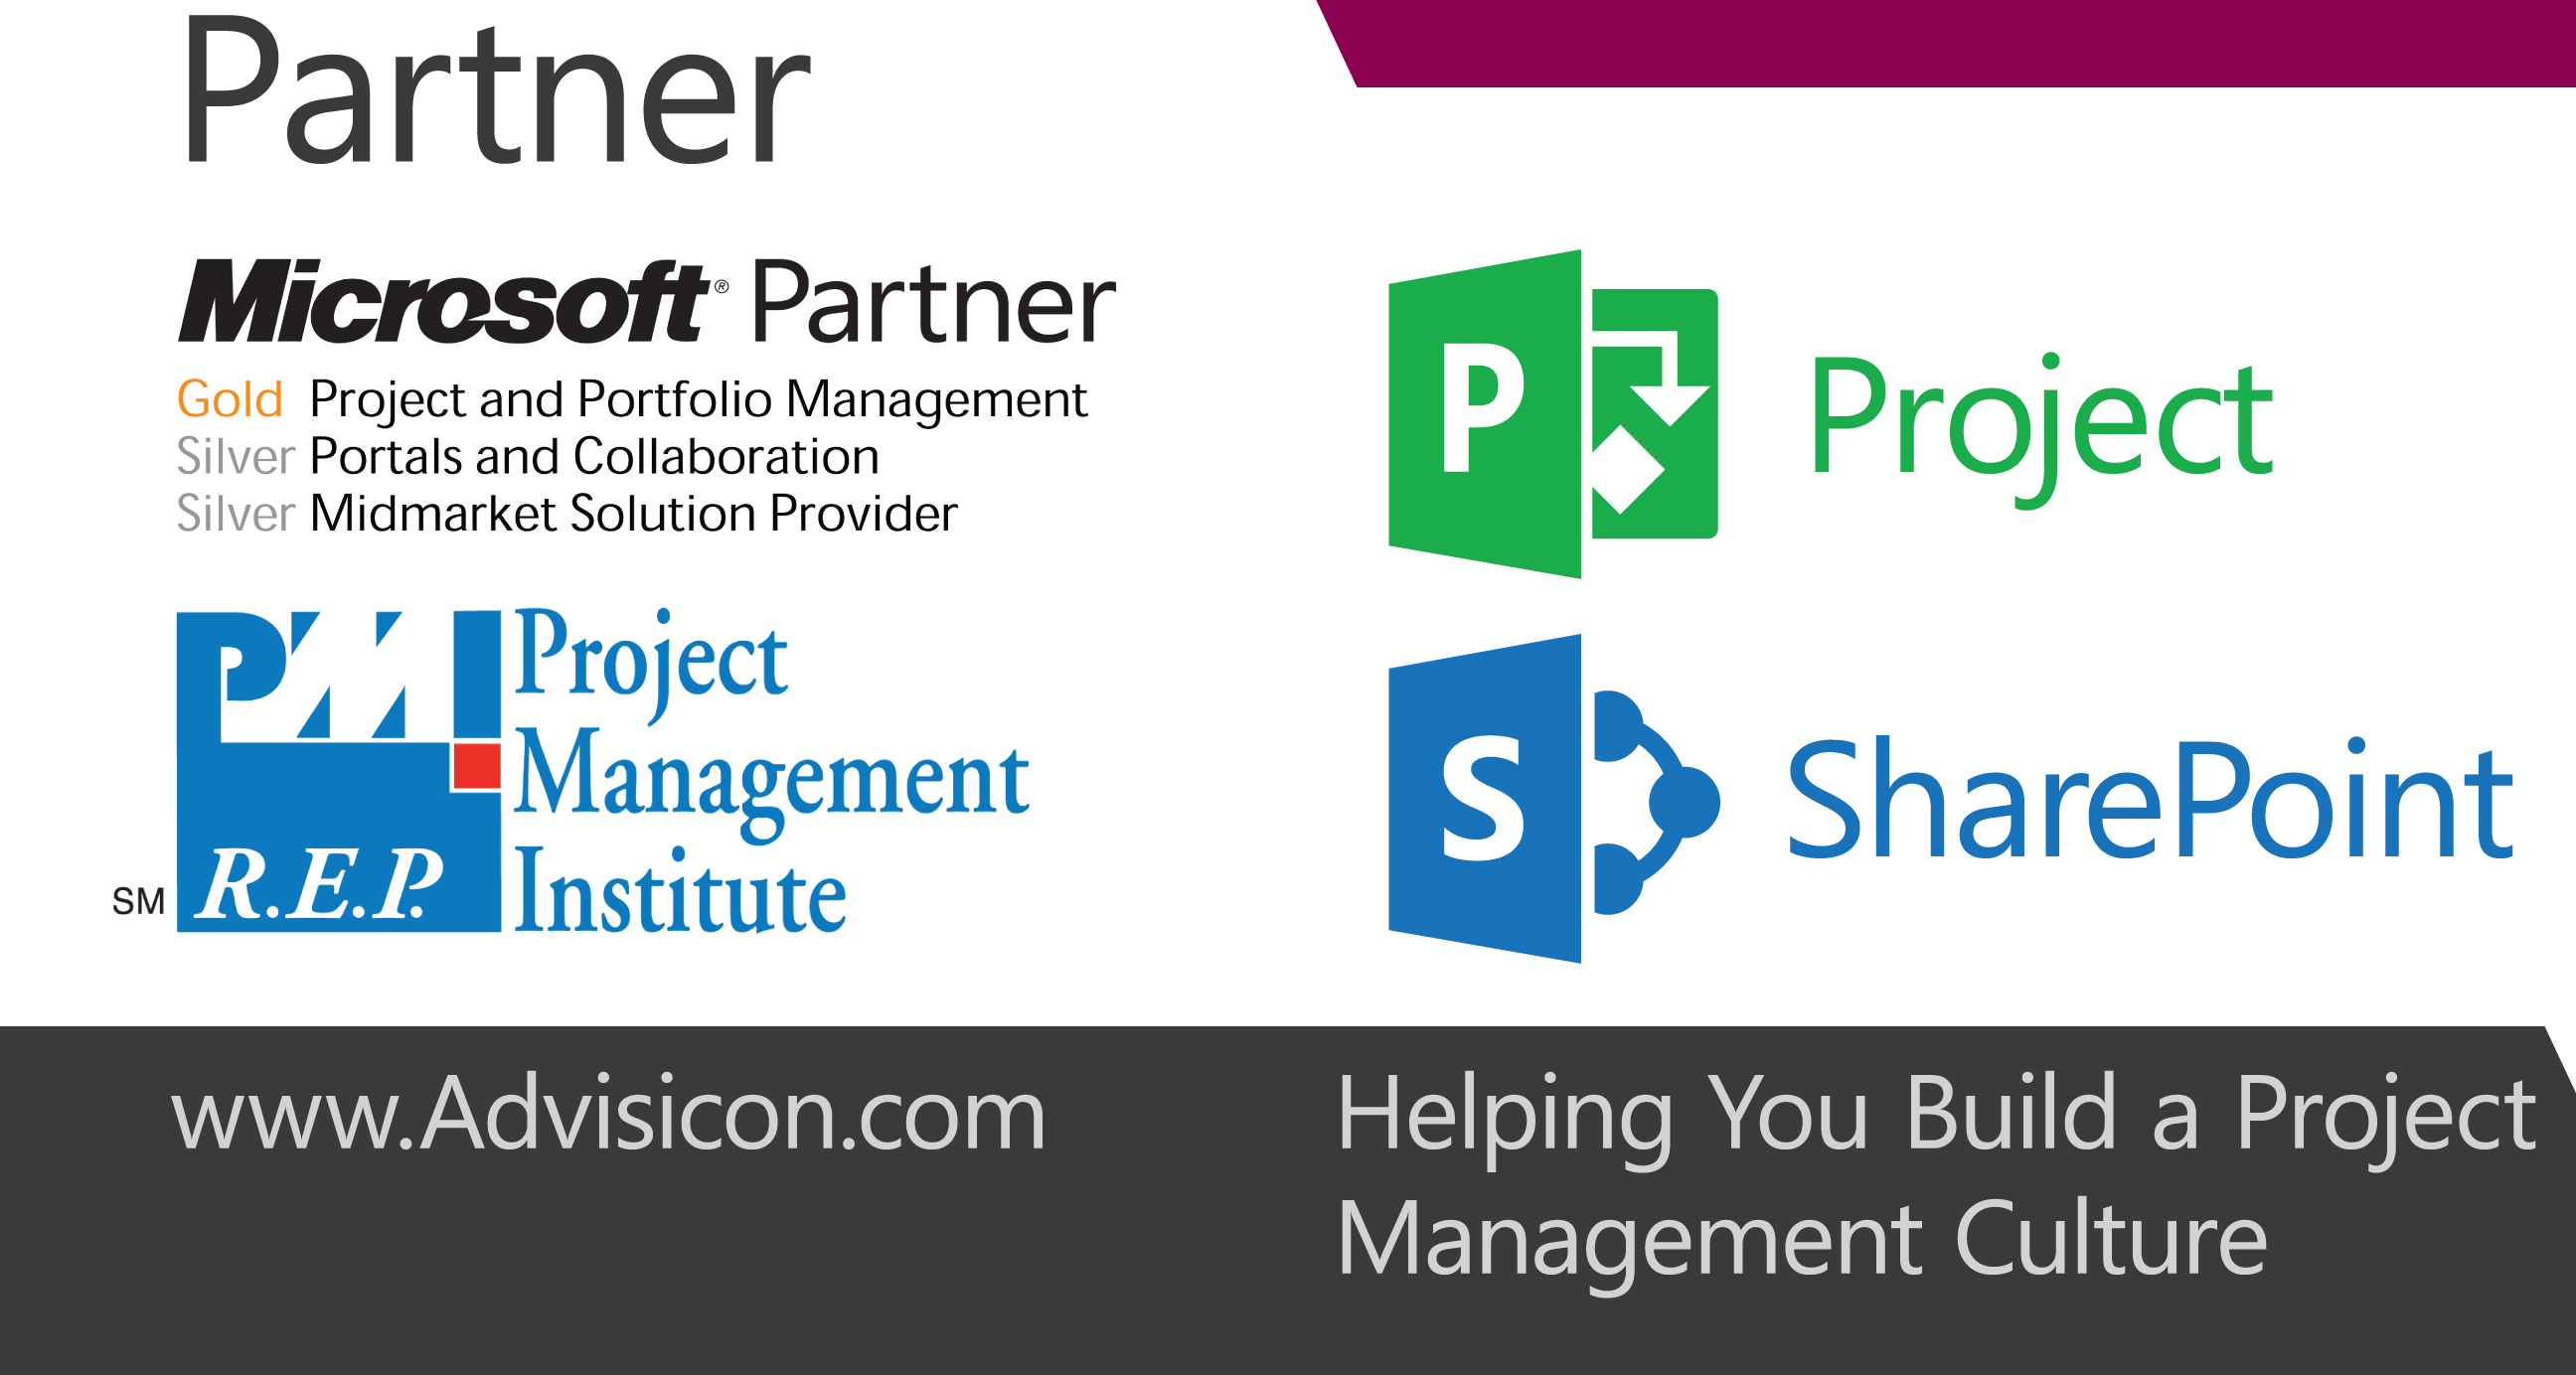 Partner
Microsoft® Partner
Gold Project and Portfolio Management
Silver Portals and Collaboration
Silver Midmarket Solution Provider
PMI
Project
Management
Institute
SM R.E.P.
P Project
S SharePoint
www.Advisicon.com
Helping You Build a Project
Management Culture